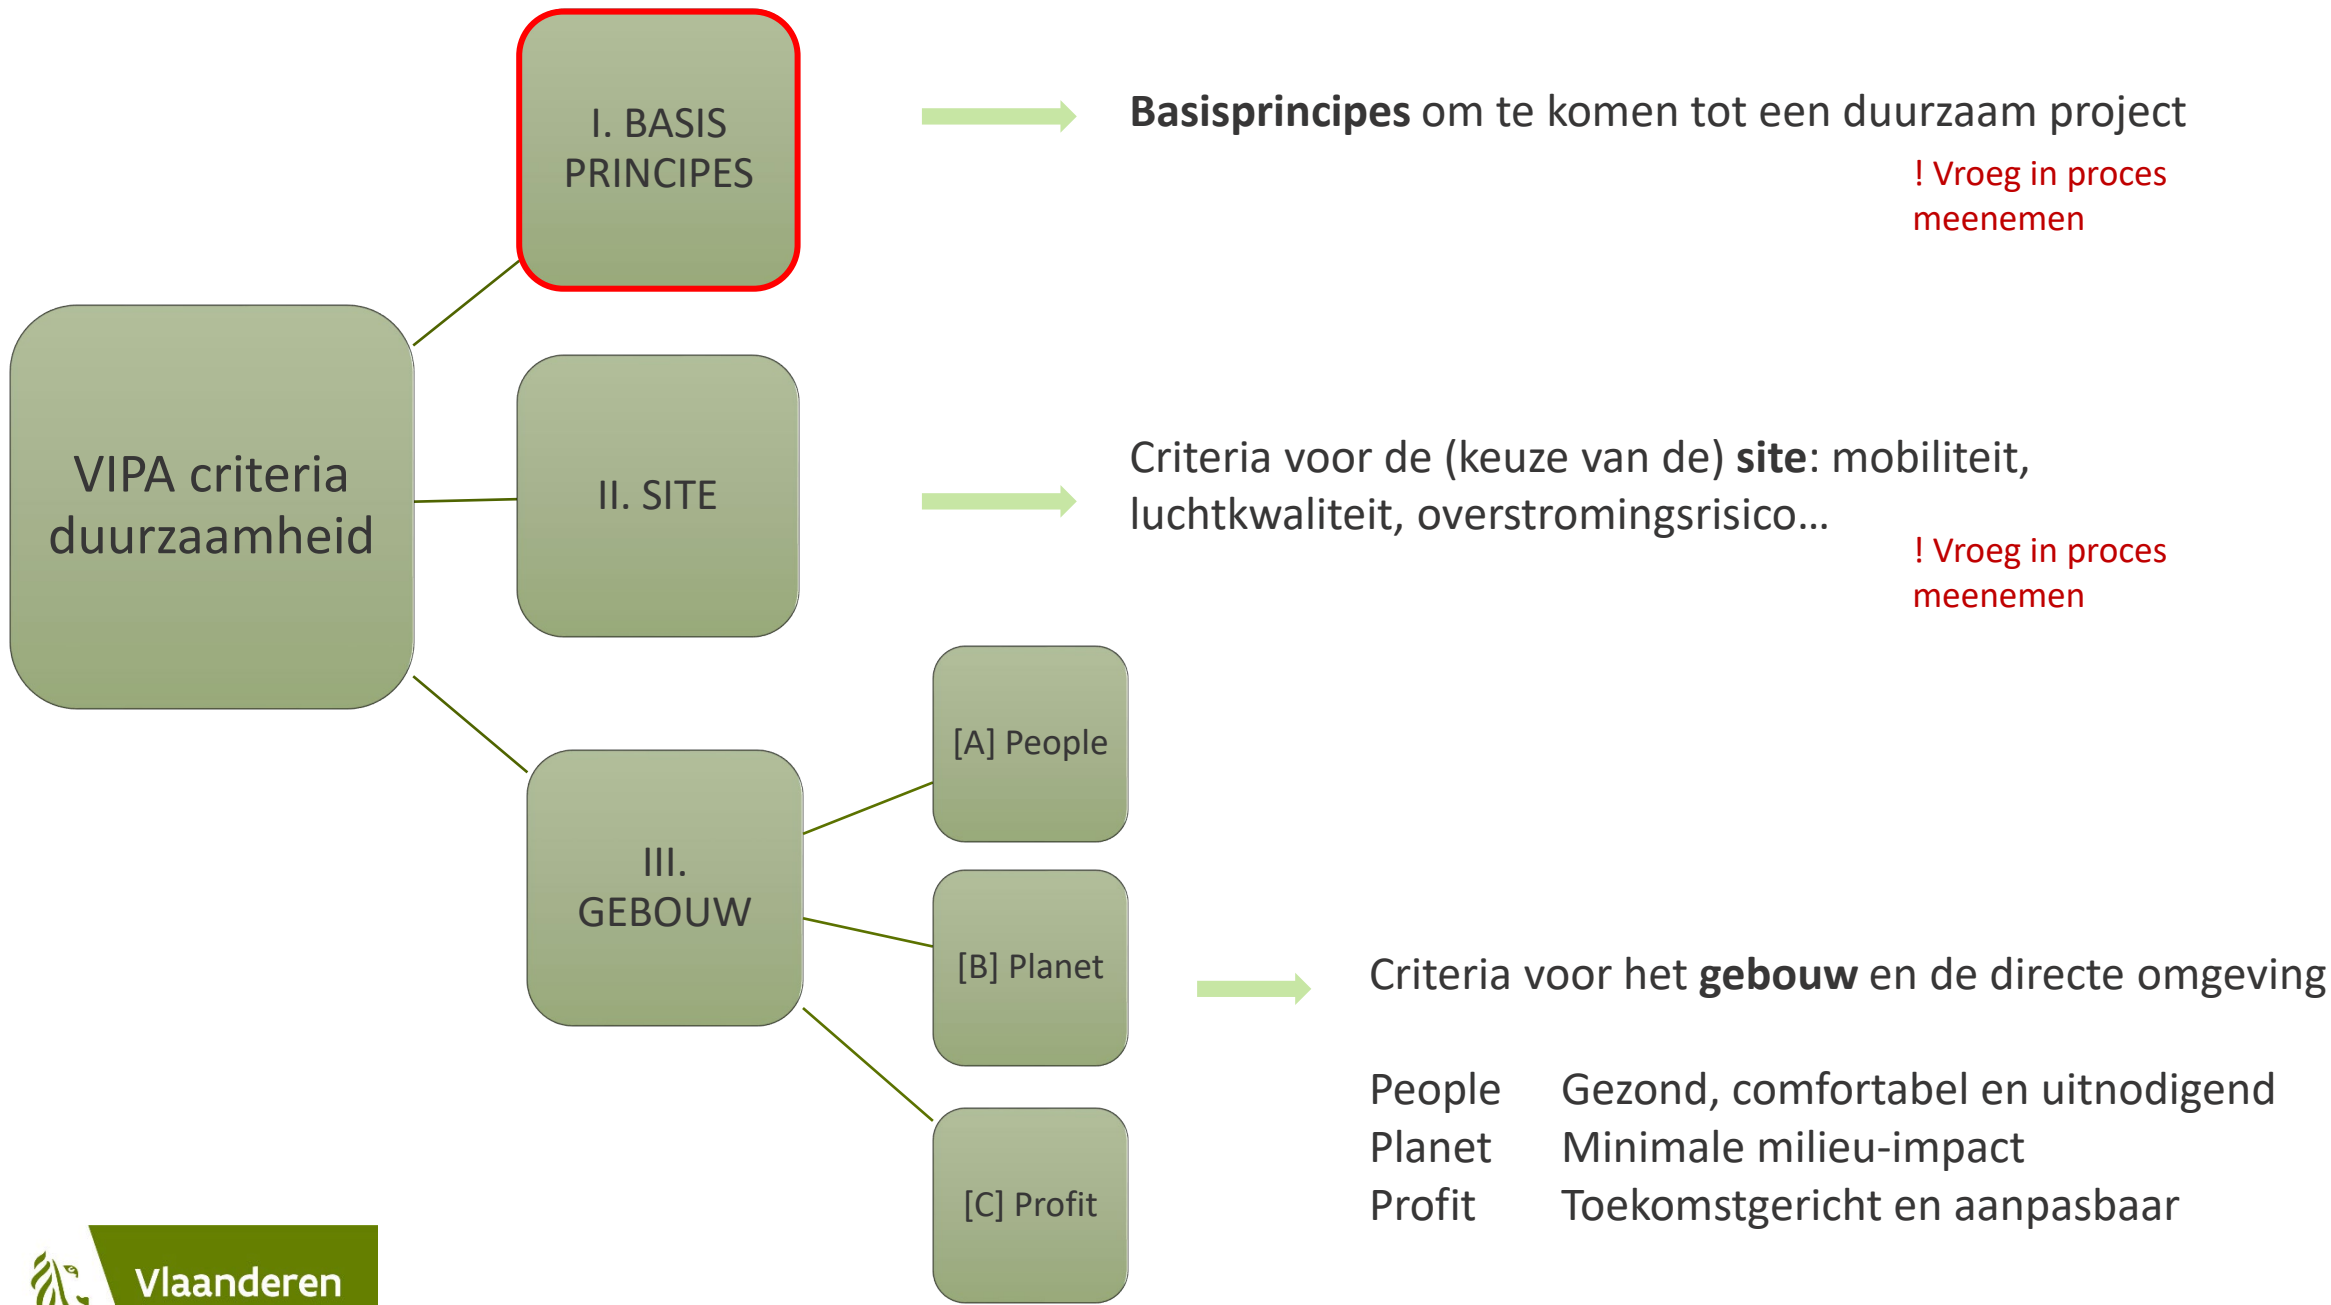 I. BASIS
PRINCIPES
Basisprincipes om te komen tot een duurzaam project
! Vroeg in proces
meenemen
VIPA criteria
duurzaamheid
II. SITE
Criteria voor de (keuze van de) site: mobiliteit,
luchtkwaliteit, overstromingsrisico…
! Vroeg in proces
meenemen
III.
GEBOUW
[A] People
[B] Planet
[C] Profit
Criteria voor het gebouw en de directe omgeving
People Gezond, comfortabel en uitnodigend
Planet Minimale milieu-impact
Profit Toekomstgericht en aanpasbaar
Vlaanderen